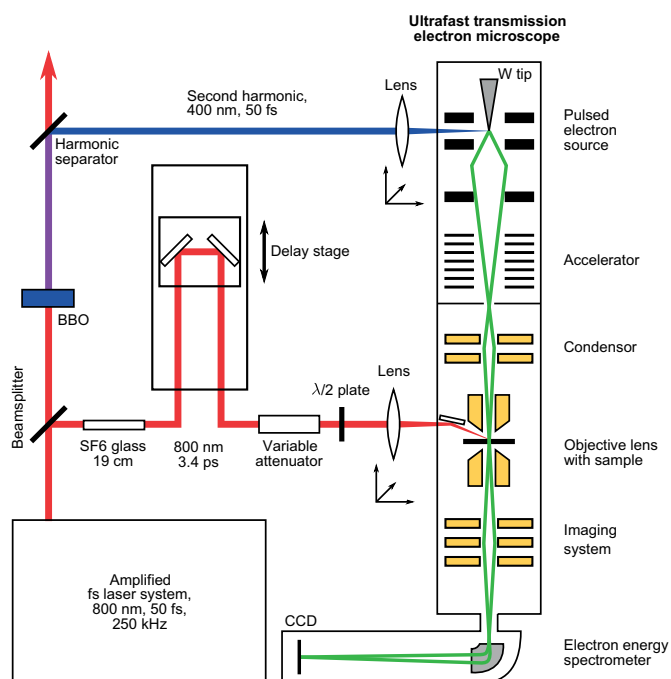 Ultrafast transmission
electron microscope
W tip
Lens
Second harmonic,
400 nm, 50 fs
Pulsed
electron
source
Harmonic
separator
Delay stage
Accelerator
BBO
Condensor
Lens
λ/2 plate
Beamsplitter
SF6 glass
19 cm
800 nm
3.4 ps
Variable
attenuator
Objective lens
with sample
Imaging
system
Amplified
fs laser system,
800 nm, 50 fs,
250 kHz
CCD
Electron energy
spectrometer